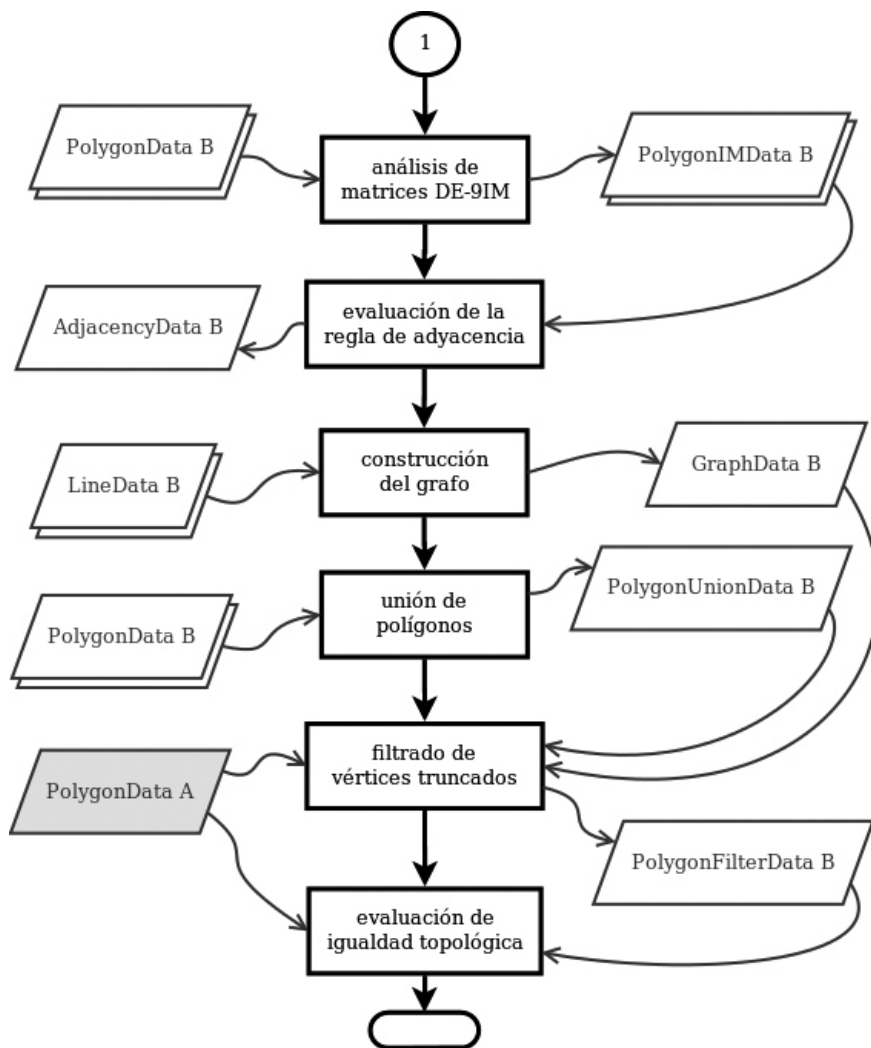 1
PolygonData B
análisis de
matrices DE-9IM
PolygonIMData B
AdjacencyData B
evaluación de la
regla de adyacencia
LineData B
construcción
del grafo
GraphData B
PolygonData B
unión de
polígonos
PolygonUnionData B
PolygonData A
filtrado de
vértices truncados
PolygonFilterData B
evaluación de
igualdad topológica